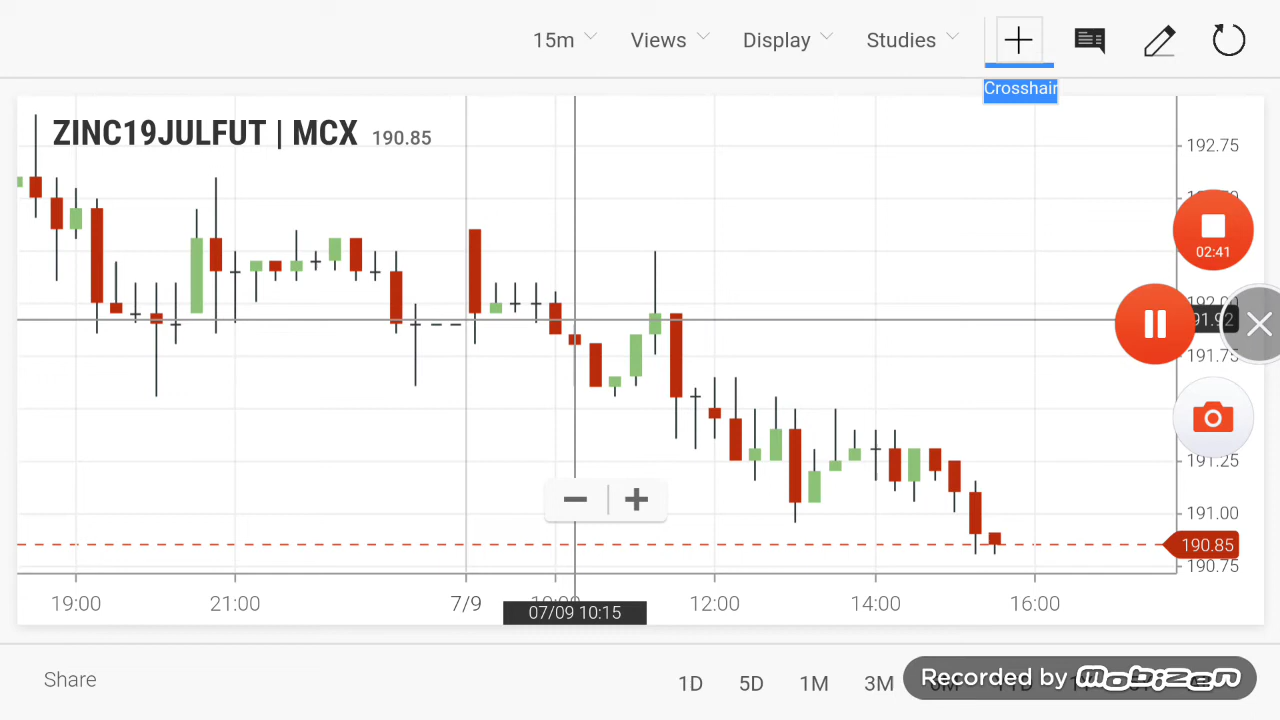 15m Views Display Studies
Crosshair
ZINC19JULFUT | MCX 190.85
192.75
02:41
191.75
191.25
191.00
190.85
190.75
19:00 21:00 7/9 12:00 14:00 16:00
07/09 10:15
Share 1D 5D 1M 3M
Recorded by mobizen